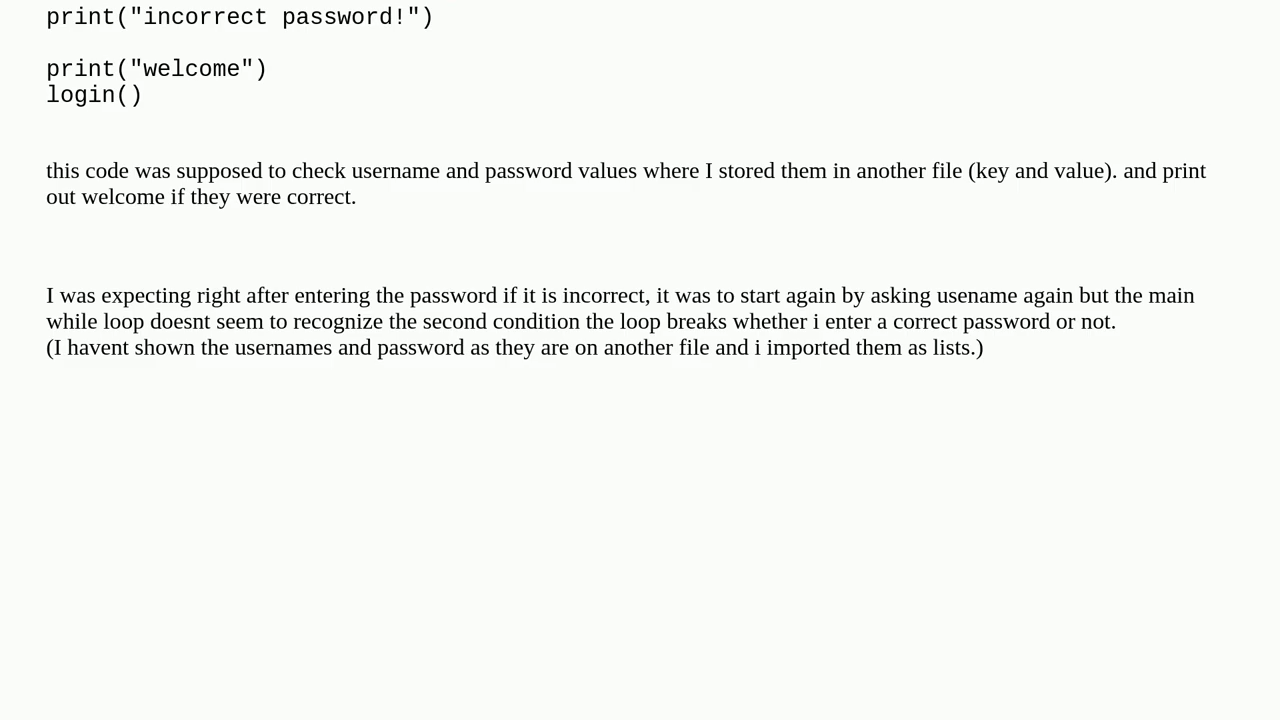 print("incorrect password!")
print("welcome")
login()
this code was supposed to check username and password values where I stored them in another file (key and value). and print
out welcome if they were correct.
I was expecting right after entering the password if it is incorrect, it was to start again by asking usename again but the main
while loop doesnt seem to recognize the second condition the loop breaks whether i enter a correct password or not.
(I havent shown the usernames and password as they are on another file and i imported them as lists.)